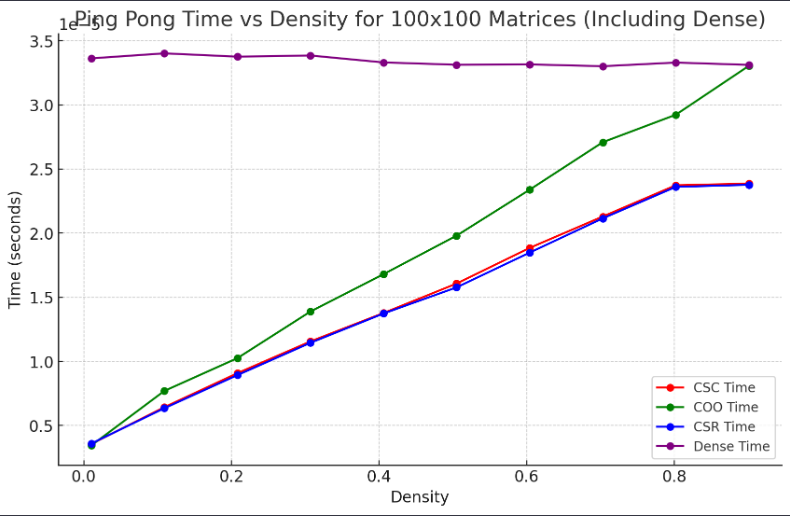 Ping Pong Time vs Density for 100x100 Matrices (Including Dense)
1e−5
3.5
3.0
2.5
2.0
1.5
1.0
0.5
Time (seconds)
0.0 0.2 0.4 0.6 0.8
Density
CSC Time
COO Time
CSR Time
Dense Time